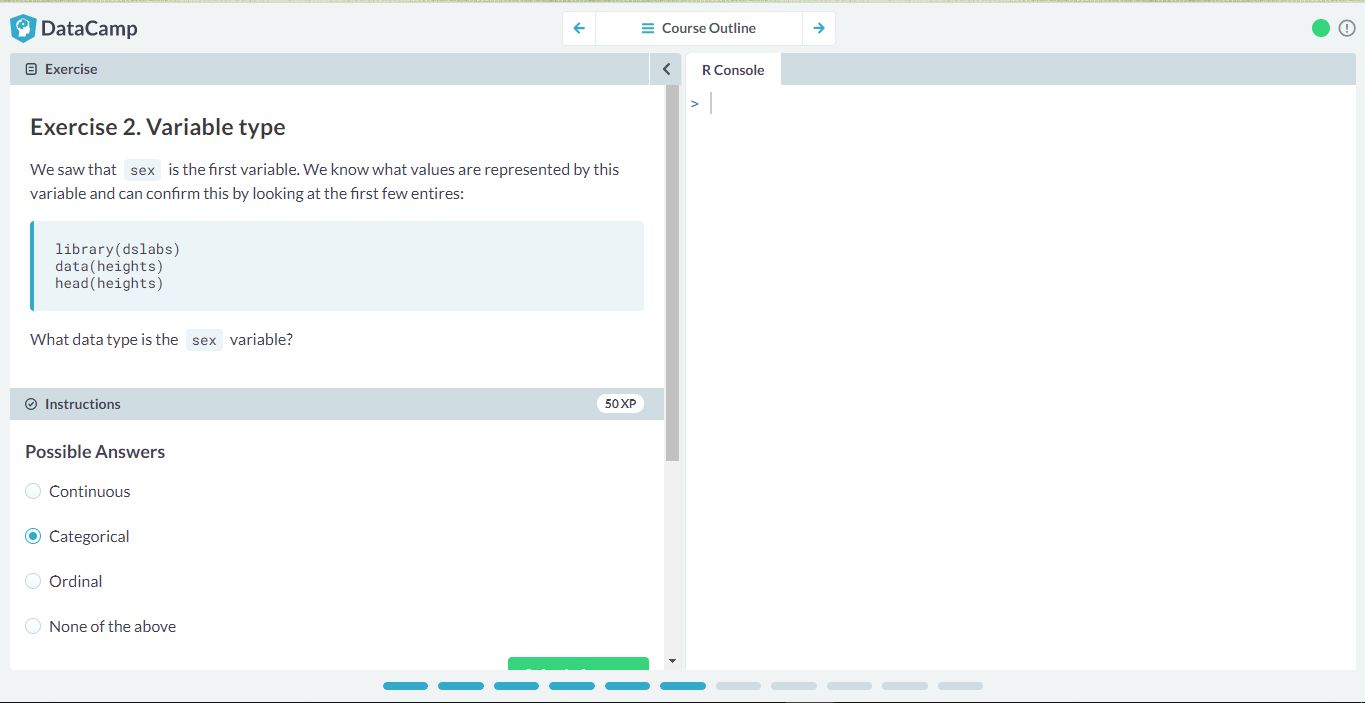 DataCamp
Course Outline
Exercise
R Console
>
Exercise 2. Variable type
We saw that sex is the first variable. We know what values are represented by this
variable and can confirm this by looking at the first few entires:
library(dslabs)
data(heights)
head(heights)
What data type is the sex variable?
Instructions
50 XP
Possible Answers
Continuous
Categorical
Ordinal
None of the above